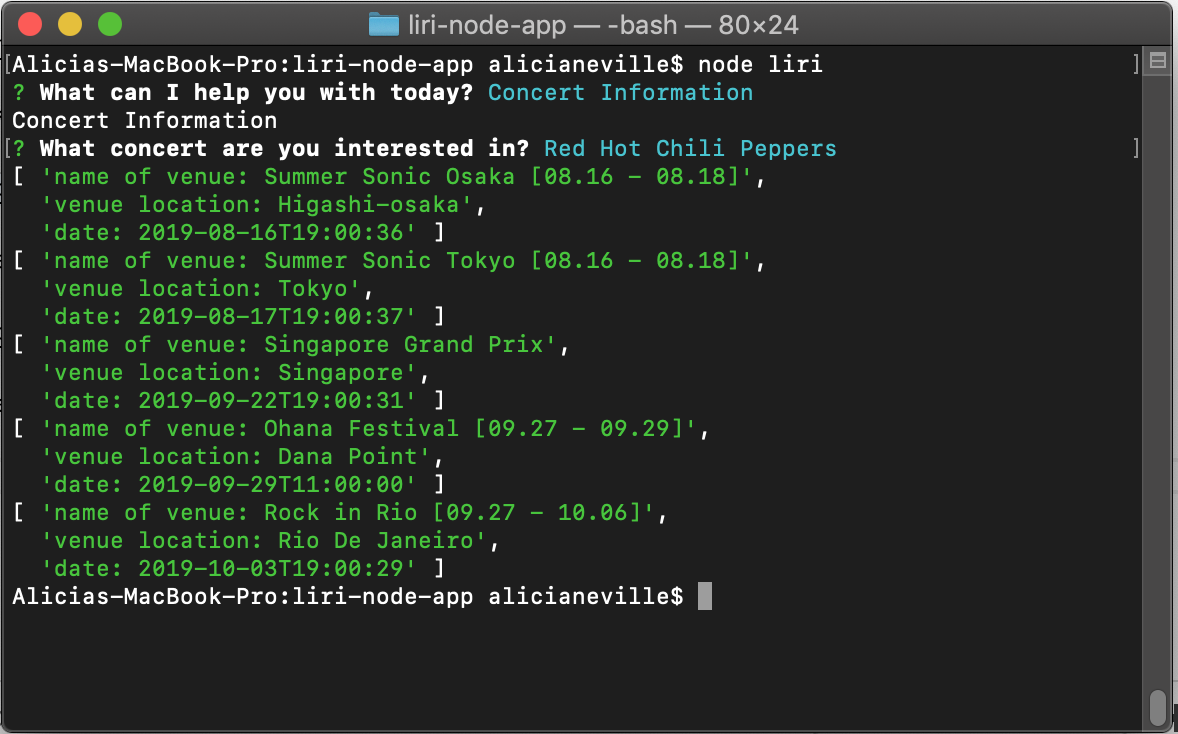 liri-node-app — -bash — 80×24
[Alicias-MacBook-Pro:liri-node-app alicianeville$ node liri ]
? What can I help you with today? Concert Information
Concert Information
[? What concert are you interested in? Red Hot Chili Peppers ]
[ 'name of venue: Summer Sonic Osaka [08.16 - 08.18]',
'venue location: Higashi-osaka',
'date: 2019-08-16T19:00:36' ]
[ 'name of venue: Summer Sonic Tokyo [08.16 - 08.18]',
'venue location: Tokyo',
'date: 2019-08-17T19:00:37' ]
[ 'name of venue: Singapore Grand Prix',
'venue location: Singapore',
'date: 2019-09-22T19:00:31' ]
[ 'name of venue: Ohana Festival [09.27 - 09.29]',
'venue location: Dana Point',
'date: 2019-09-29T11:00:00' ]
[ 'name of venue: Rock in Rio [09.27 - 10.06]',
'venue location: Rio De Janeiro',
'date: 2019-10-03T19:00:29' ]
Alicias-MacBook-Pro:liri-node-app alicianeville$